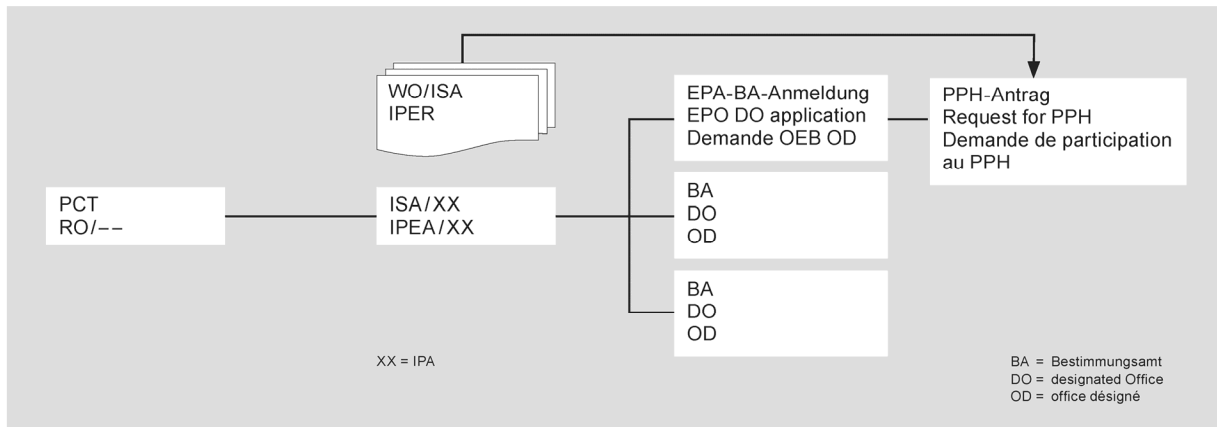 WO/ISA
IPER
EPA-BA-Anmeldung
EPO DO application
Demande OEB OD
PPH-Antrag
Request for PPH
Demande de participation
au PPH
PCT
RO/––
ISA/XX
IPEA/XX
BA
DO
OD
BA
DO
OD
XX = IPA
BA = Bestimmungsamt
DO = designated Office
OD = office désigné